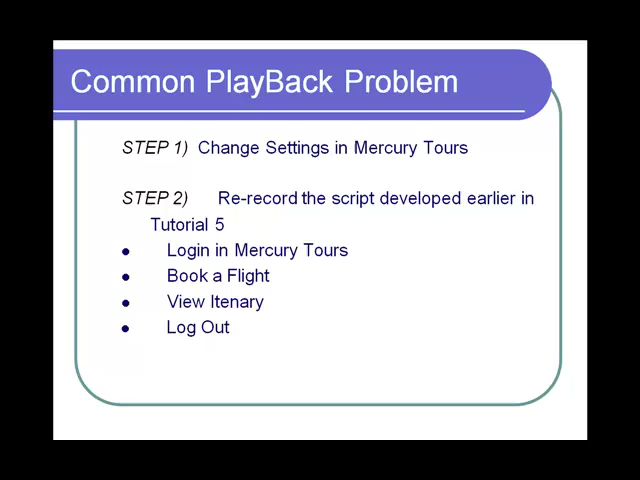 Common PlayBack Problem
STEP 1) Change Settings in Mercury Tours
STEP 2) Re-record the script developed earlier in
Tutorial 5
● Login in Mercury Tours
● Book a Flight
● View Itenary
● Log Out